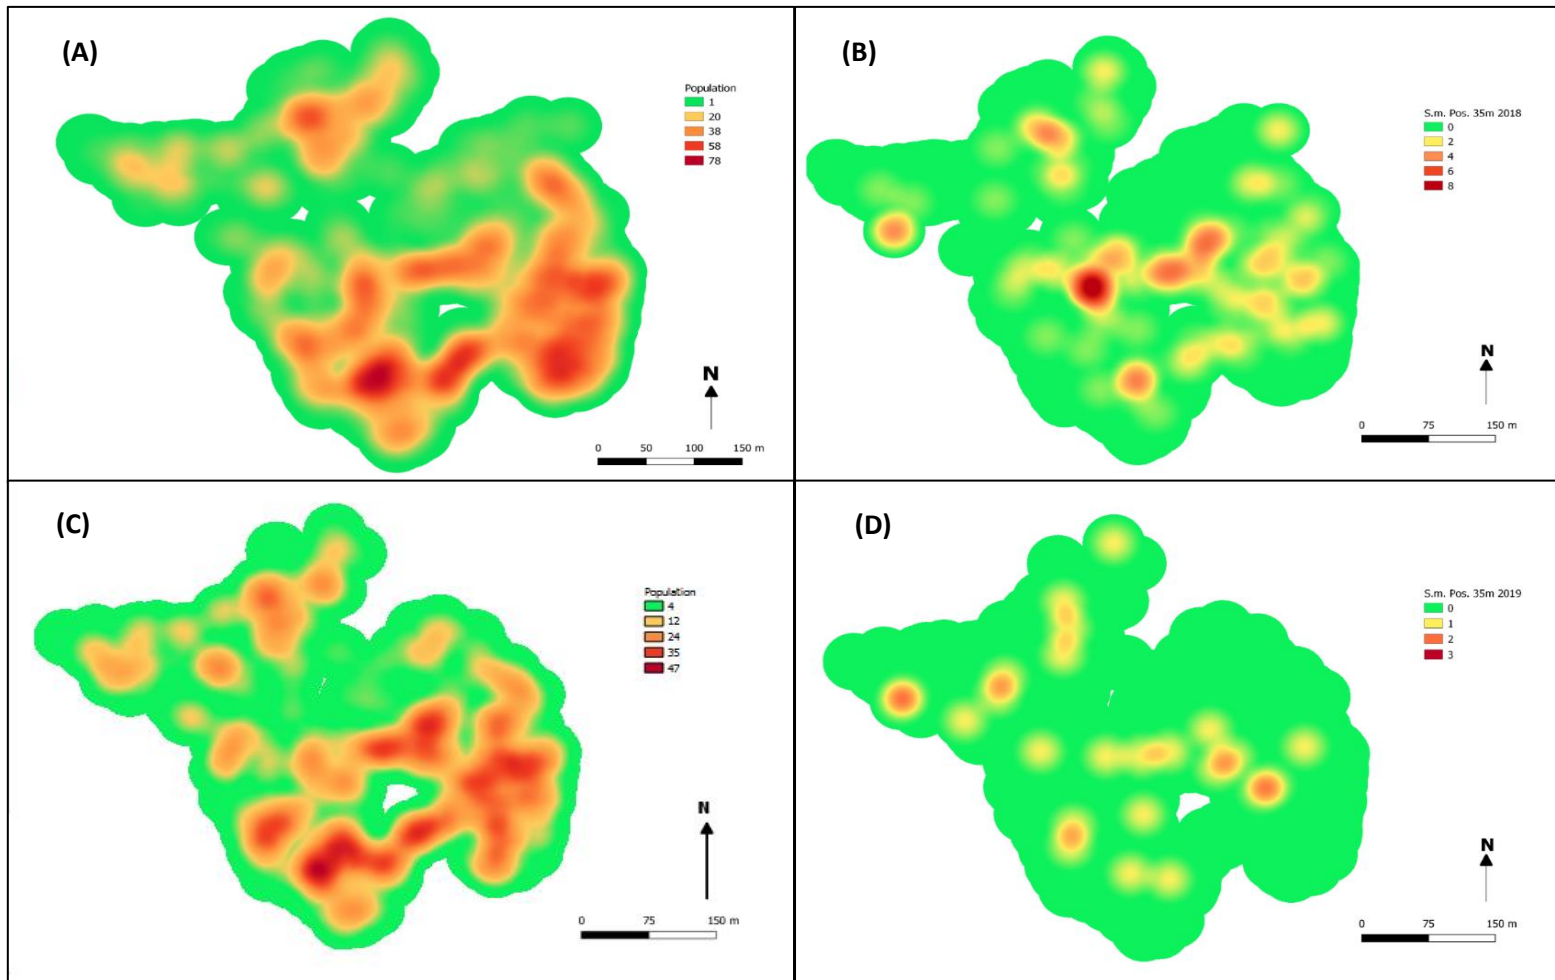 (A)
Population
1
20
38
58
78
N
0 50 100 150 m
(B)
S.m. Pos. 35m 2018
0
2
4
6
8
N
0 75 150 m
(C)
Population
4
12
24
35
47
N
0 75 150 m
(D)
S.m. Pos. 35m 2019
0
1
2
3
N
0 75 150 m